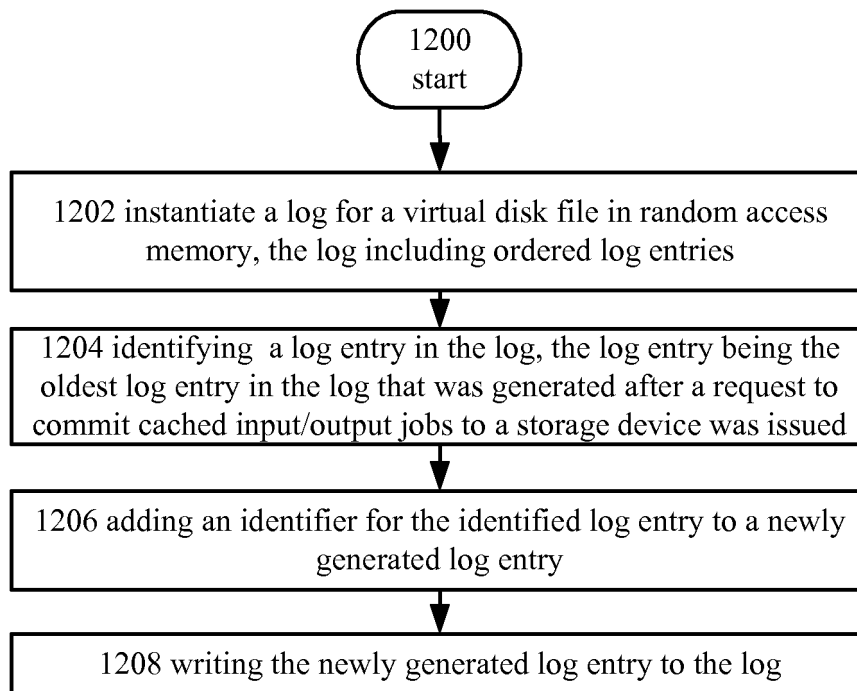 1200
start
1202 instantiate a log for a virtual disk file in random access
memory, the log including ordered log entries
1204 identifying a log entry in the log, the log entry being the
oldest log entry in the log that was generated after a request to
commit cached input/output jobs to a storage device was issued
1206 adding an identifier for the identified log entry to a newly
generated log entry
1208 writing the newly generated log entry to the log